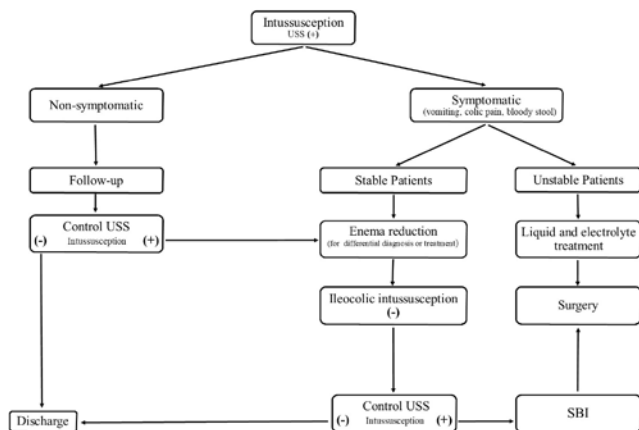 Intussusception
USS (+)
Non-symptomatic
Symptomatic
(vomiting, colic pain, bloody stool)
Follow-up
Stable Patients
Unstable Patients
Control USS
(-) Intussusception (+)
Enema reduction
(for differential diagnosis or treatment)
Liquid and electrolyte
treatment
Ileocolic intussusception
(-)
Surgery
Discharge
Control USS
(-) Intussusception (+)
SBI